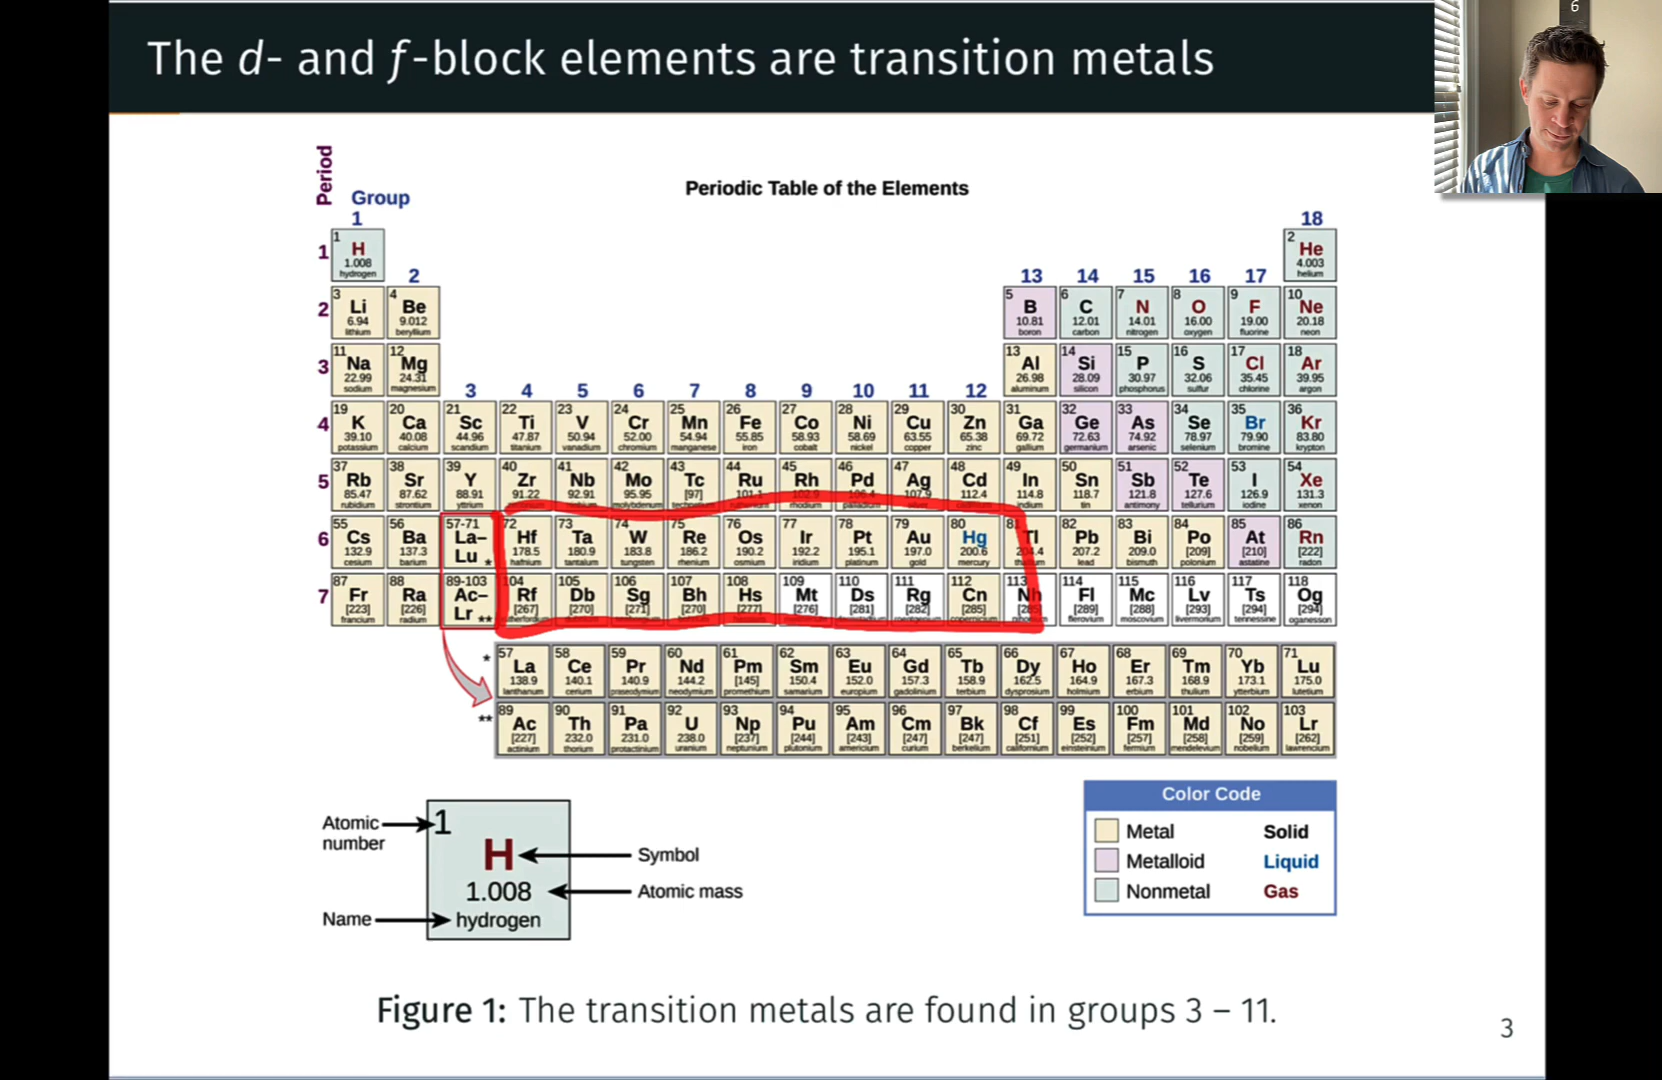 6
The d- and f-block elements are transition metals
Periodic Table of the Elements
Period
Group
1 18
1 H 1.008 hydrogen 2 He 4.003 helium
1
2 13 14 15 16 17
2
3 Li 6.94 lithium 4 Be 9.012 beryllium 5 B 10.81 boron 6 C 12.01 carbon 7 N 14.01 nitrogen 8 O 16.00 oxygen 9 F 19.00 fluorine 10 Ne 20.18 neon
3
11 Na 22.99 sodium 12 Mg 24.31 magnesium 13 Al 26.98 aluminum 14 Si 28.09 silicon 15 P 30.97 phosphorus 16 S 32.06 sulfur 17 Cl 35.45 chlorine 18 Ar 39.95 argon
3 4 5 6 7 8 9 10 11 12
4
19 K 39.10 potassium 20 Ca 40.08 calcium 21 Sc 44.96 scandium 22 Ti 47.87 titanium 23 V 50.94 vanadium 24 Cr 52.00 chromium 25 Mn 54.94 manganese 26 Fe 55.85 iron 27 Co 58.93 cobalt 28 Ni 58.69 nickel 29 Cu 63.55 copper 30 Zn 65.38 zinc 31 Ga 69.72 gallium 32 Ge 72.63 germanium 33 As 74.92 arsenic 34 Se 78.97 selenium 35 Br 79.90 bromine 36 Kr 83.80 krypton
5
37 Rb 85.47 rubidium 38 Sr 87.62 strontium 39 Y 88.91 yttrium 40 Zr 91.22 41 Nb 92.91 niobium 42 Mo 95.95 molybdenum 43 Tc [97] 44 Ru 101.1 45 Rh 102.9 rhodium 46 Pd 106.4 palladium 47 Ag 107.9 48 Cd 112.4 49 In 114.8 indium 50 Sn 118.7 tin 51 Sb 121.8 antimony 52 Te 127.6 tellurium 53 I 126.9 iodine 54 Xe 131.3 xenon
6
55 Cs 132.9 cesium 56 Ba 137.3 barium 57-71 La–Lu * 72 Hf 178.5 hafnium 73 Ta 180.9 tantalum 74 W 183.8 tungsten 75 Re 186.2 rhenium 76 Os 190.2 osmium 77 Ir 192.2 iridium 78 Pt 195.1 platinum 79 Au 197.0 gold 80 Hg 200.6 mercury 81 Tl 204.4 thallium 82 Pb 207.2 lead 83 Bi 209.0 bismuth 84 Po [209] polonium 85 At [210] astatine 86 Rn [222] radon
7
87 Fr [223] francium 88 Ra [226] radium 89-103 Ac–Lr ** 104 Rf [267] rutherfordium 105 Db [270] 106 Sg [271] 107 Bh [270] 108 Hs [277] 109 Mt [276] 110 Ds [281] 111 Rg [282] 112 Cn [285] copernicium 113 Nh [285] 114 Fl [289] flerovium 115 Mc [288] moscovium 116 Lv [293] livermorium 117 Ts [294] tennessine 118 Og [294] oganesson
*
57 La 138.9 lanthanum 58 Ce 140.1 cerium 59 Pr 140.9 praseodymium 60 Nd 144.2 neodymium 61 Pm [145] promethium 62 Sm 150.4 samarium 63 Eu 152.0 europium 64 Gd 157.3 gadolinium 65 Tb 158.9 terbium 66 Dy 162.5 dysprosium 67 Ho 164.9 holmium 68 Er 167.3 erbium 69 Tm 168.9 thulium 70 Yb 173.1 ytterbium 71 Lu 175.0 lutetium
**
89 Ac [227] actinium 90 Th 232.0 thorium 91 Pa 231.0 protactinium 92 U 238.0 uranium 93 Np [237] neptunium 94 Pu [244] plutonium 95 Am [243] americium 96 Cm [247] curium 97 Bk [247] berkelium 98 Cf [251] californium 99 Es [252] einsteinium 100 Fm [257] fermium 101 Md [258] mendelevium 102 No [259] nobelium 103 Lr [262] lawrencium
Atomic number
1
H
Symbol
1.008
Atomic mass
Name
hydrogen
Color Code
Metal Solid
Metalloid Liquid
Nonmetal Gas
Figure 1: The transition metals are found in groups 3 – 11.
3